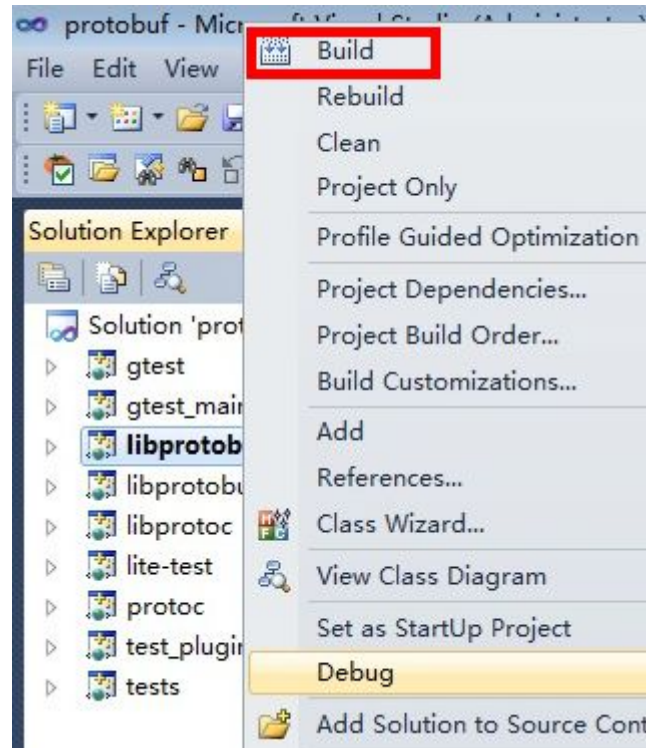 protobuf - Micr
File Edit View
Solution Explorer
Solution 'prot
gtest
gtest_mair
libprotob
libprotobu
libprotoc
lite-test
protoc
test_plugin
tests
Build
Rebuild
Clean
Project Only
Profile Guided Optimization
Project Dependencies...
Project Build Order...
Build Customizations...
Add
References...
Class Wizard...
View Class Diagram
Set as StartUp Project
Debug
Add Solution to Source Cont